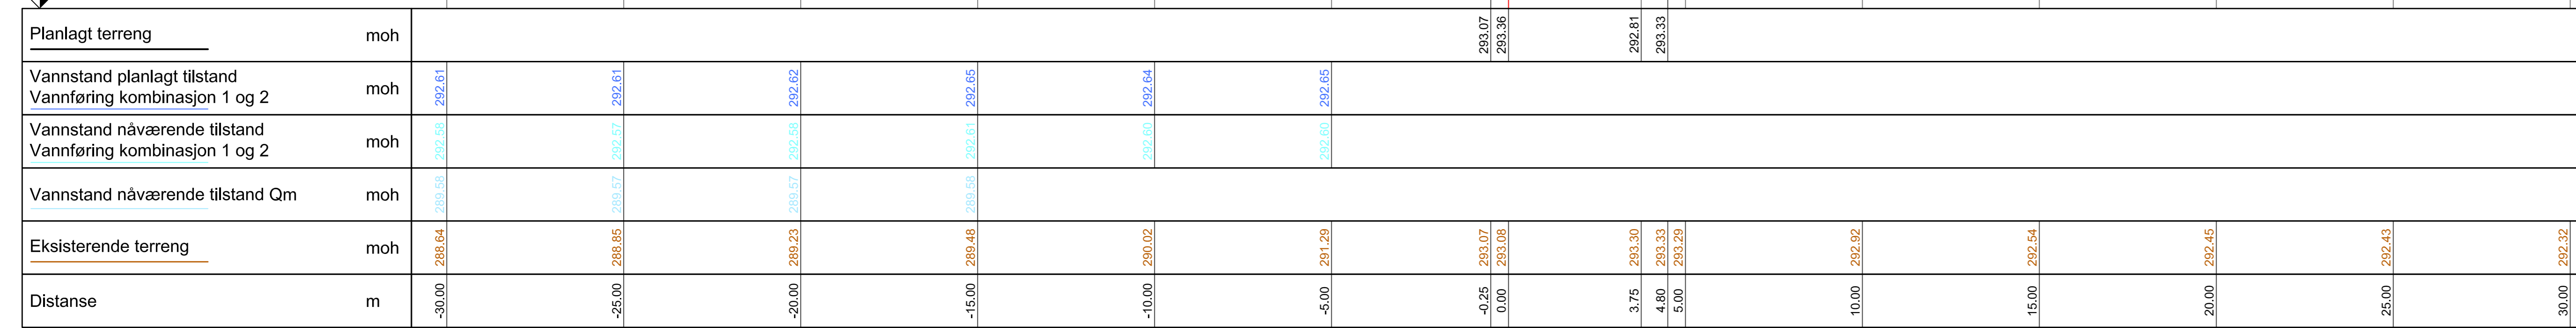 Planlagt terreng moh 293.07 293.36 292.81 293.33
Vannstand planlagt tilstand
Vannføring kombinasjon 1 og 2 moh 292.61 292.61 292.62 292.65 292.64 292.65
Vannstand nåværende tilstand
Vannføring kombinasjon 1 og 2 moh 292.58 292.57 292.58 292.61 292.60 292.60
Vannstand nåværende tilstand Qm moh 289.58 289.57 289.57 289.58
Eksisterende terreng moh 288.64 288.85 289.23 289.48 290.02 291.29 293.07 293.08 293.30 293.33 293.29 292.92 292.54 292.45 292.43 292.32
Distanse m -30.00 -25.00 -20.00 -15.00 -10.00 -5.00 -0.25 0.00 3.75 4.80 5.00 10.00 15.00 20.00 25.00 30.00